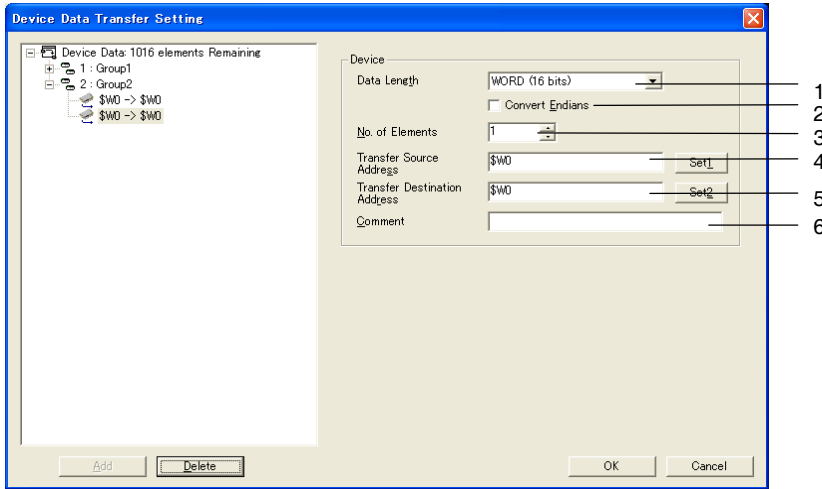 Device Data Transfer Setting
Device Data: 1016 elements Remaining
1 : Group1
2 : Group2
$W0 -> $W0
$W0 -> $W0
Device
Data Length
WORD (16 bits)
1
Convert Endians
2
No. of Elements
1
3
Transfer Source
Address
$W0
Set1
4
Transfer Destination
Address
$W0
Set2
5
Comment
6
Add
Delete
OK
Cancel